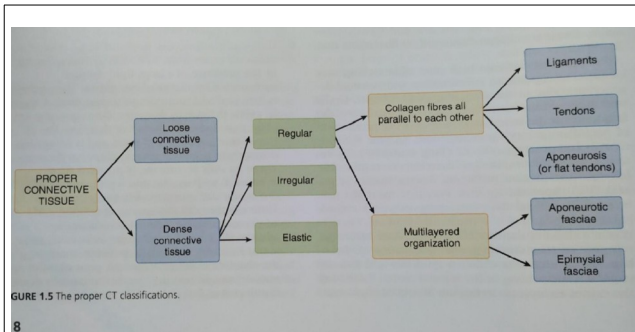 PROPER
CONNECTIVE
TISSUE
Loose
connective
tissue
Dense
connective
tissue
Regular
Irregular
Elastic
Collagen fibres all
parallel to each other
Multilayered
organization
Ligaments
Tendons
Aponeurosis
(or flat tendons)
Aponeurotic
fasciae
Epimysial
fasciae
GURE 1.5 The proper CT classifications.
8